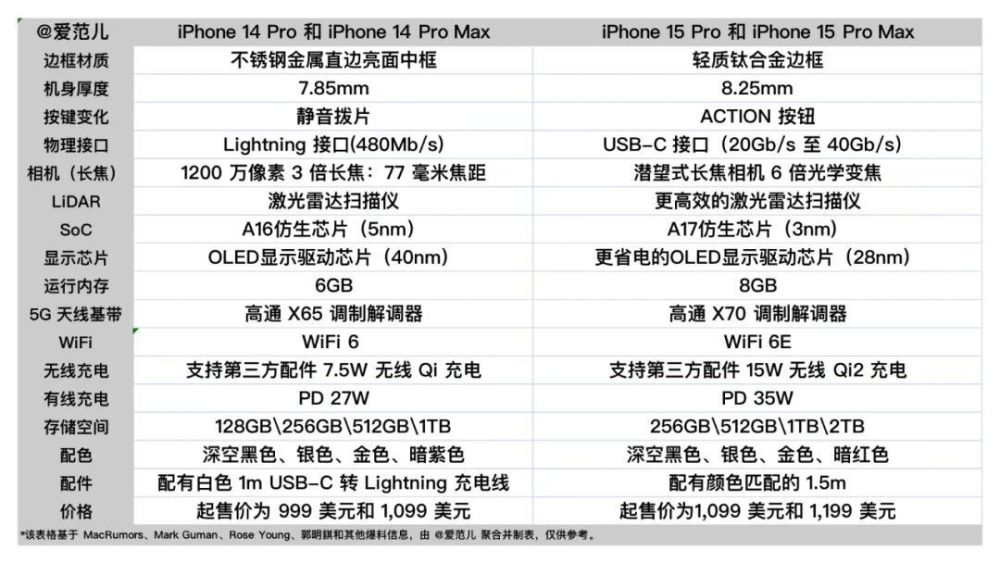 @爱范儿 iPhone 14 Pro 和 iPhone 14 Pro Max iPhone 15 Pro 和 iPhone 15 Pro Max
边框材质 不锈钢金属直边亮面中框 轻质钛合金边框
机身厚度 7.85mm 8.25mm
按键变化 静音拨片 ACTION 按钮
物理接口 Lightning 接口(480Mb/s) USB-C 接口（20Gb/s 至 40Gb/s）
相机（长焦） 1200 万像素 3 倍长焦：77 毫米焦距 潜望式长焦相机 6 倍光学变焦
LiDAR 激光雷达扫描仪 更高效的激光雷达扫描仪
SoC A16仿生芯片（5nm） A17仿生芯片（3nm）
显示芯片 OLED显示驱动芯片（40nm） 更省电的OLED显示驱动芯片（28nm）
运行内存 6GB 8GB
5G 天线基带 高通 X65 调制解调器 高通 X70 调制解调器
WiFi WiFi 6 WiFi 6E
无线充电 支持第三方配件 7.5W 无线 Qi 充电 支持第三方配件 15W 无线 Qi2 充电
有线充电 PD 27W PD 35W
存储空间 128GB\256GB\512GB\1TB 256GB\512GB\1TB\2TB
配色 深空黑色、银色、金色、暗紫色 深空黑色、银色、金色、暗红色
配件 配有白色 1m USB-C 转 Lightning 充电线 配有颜色匹配的 1.5m
价格 起售价为 999 美元和 1,099 美元 起售价为1,099 美元和 1,199 美元
*该表格基于 MacRumors、Mark Guman、Rose Young、郭明錤和其他爆料信息，由 @爱范儿 聚合并制表，仅供参考。